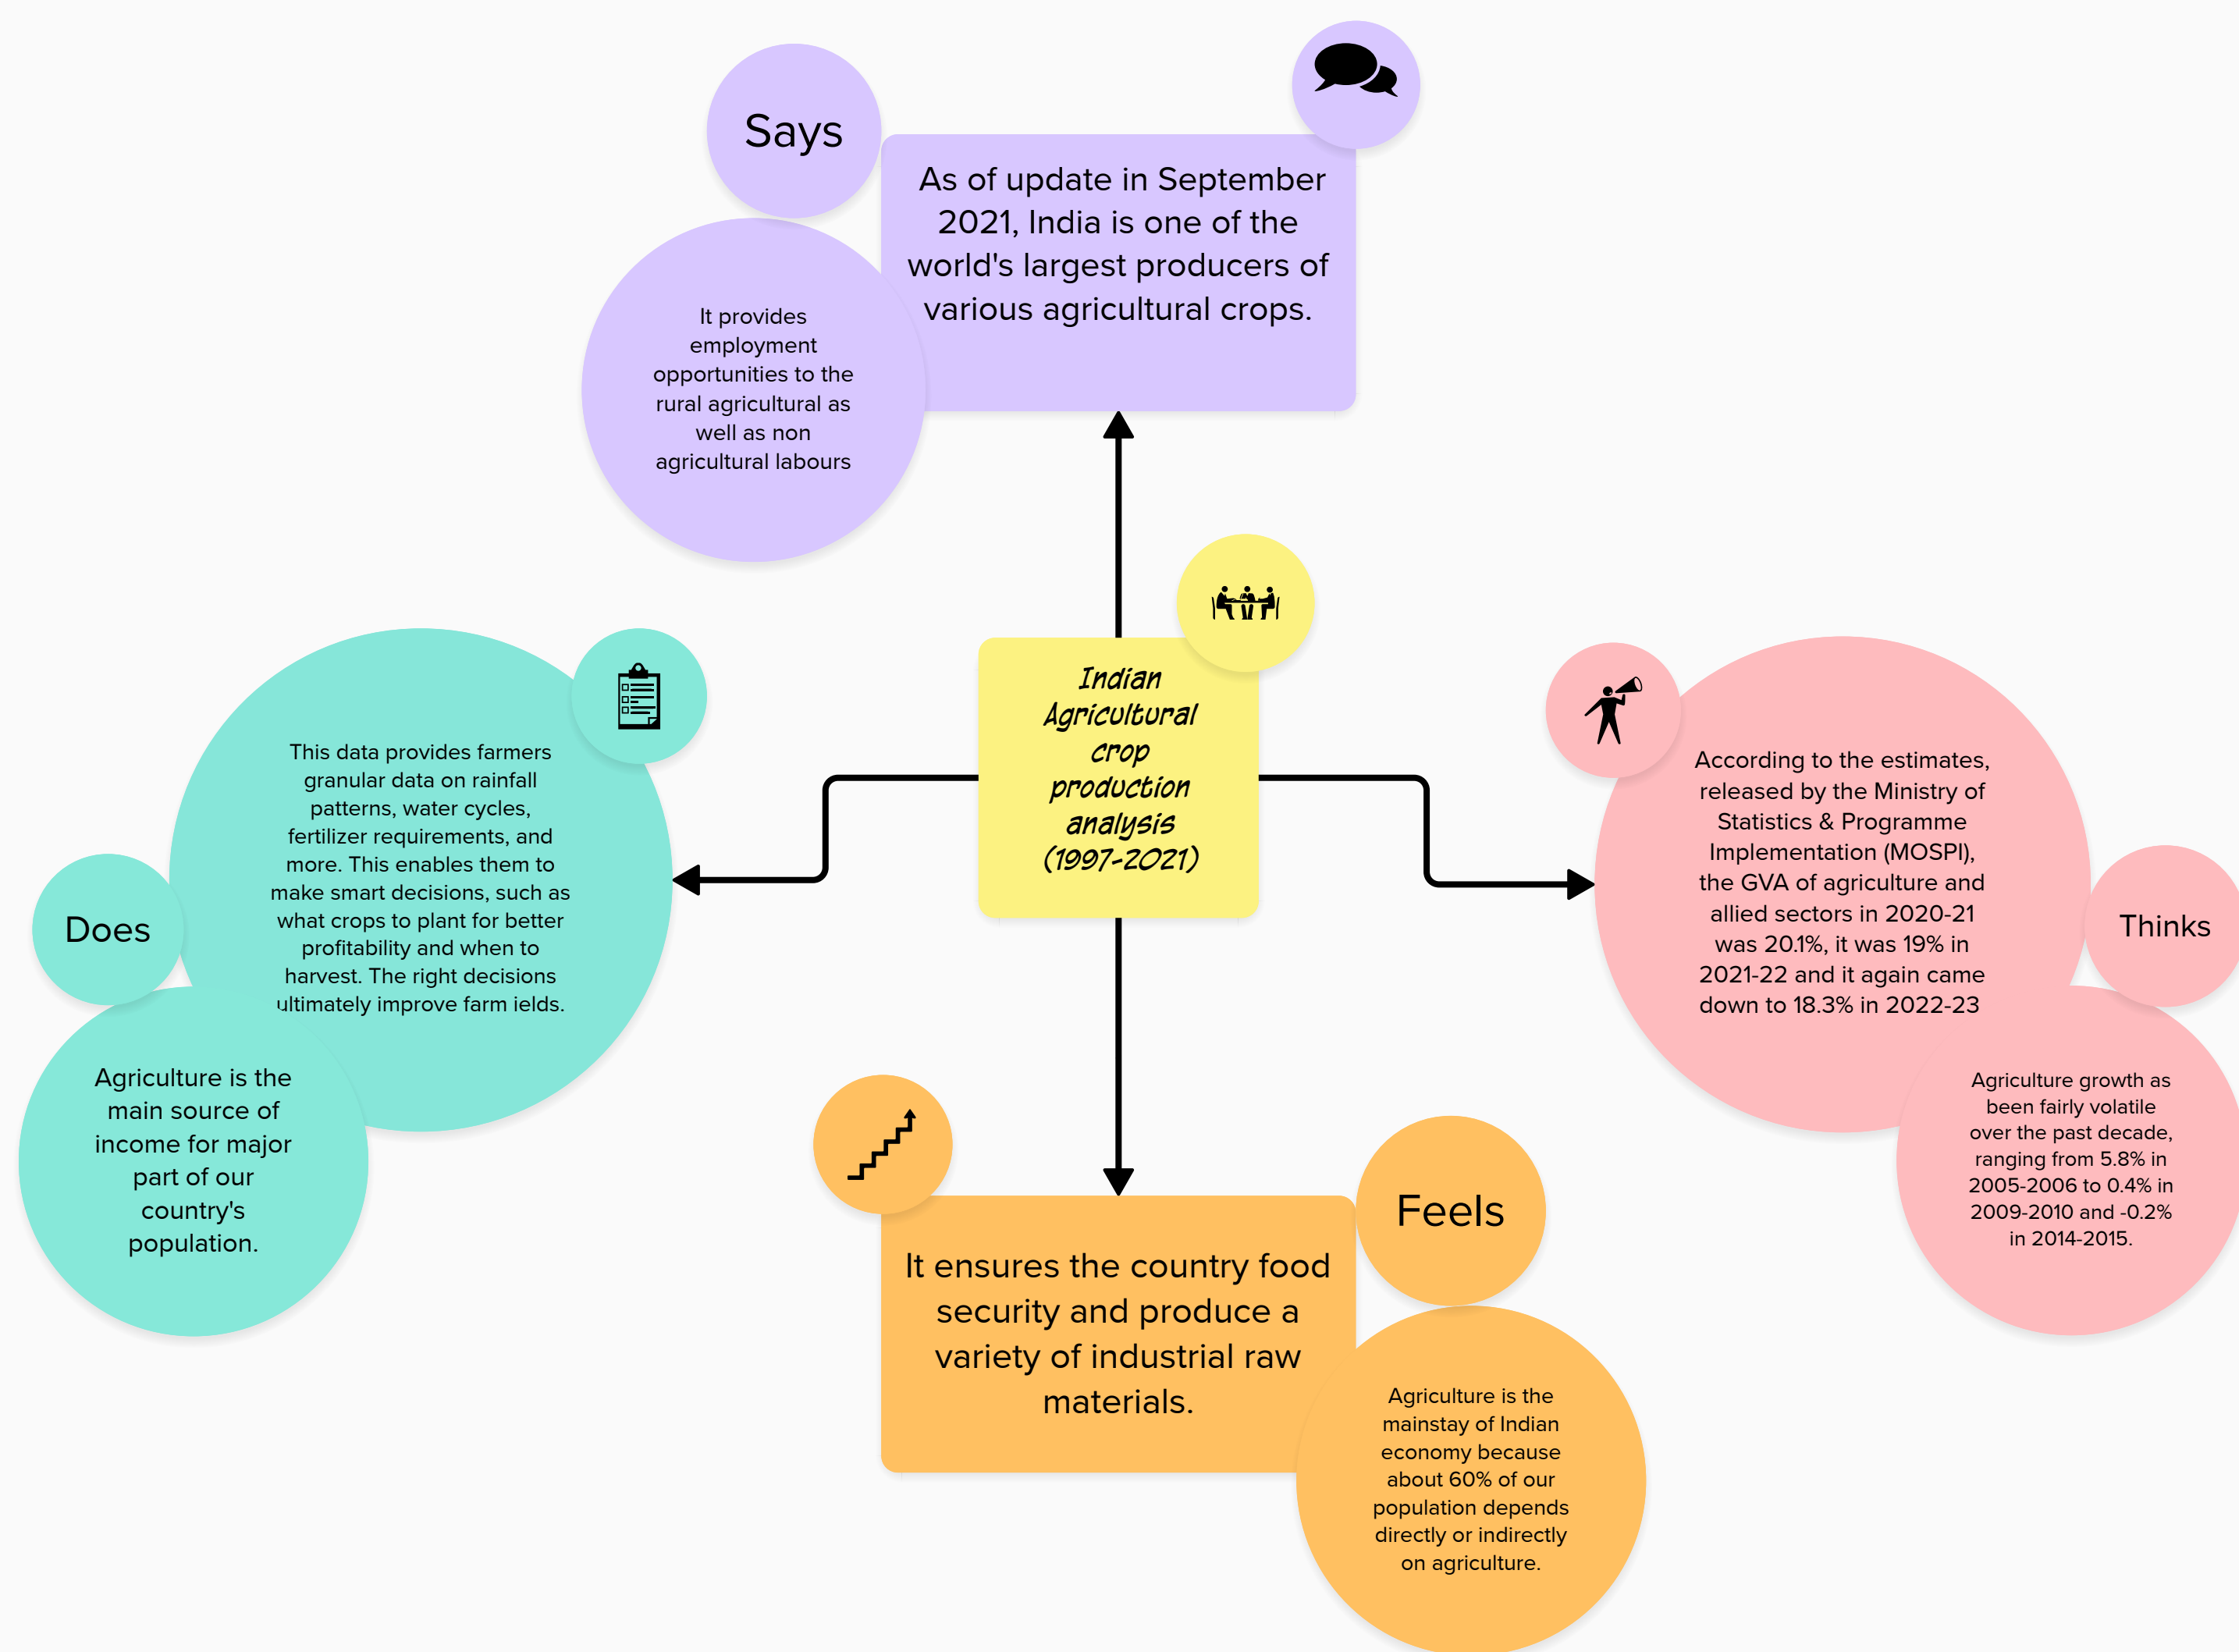 Says
As of update in September
2021, India is one of the
world's largest producers of
various agricultural crops.
It provides
employment
opportunities to the
rural agricultural as
well as non
agricultural labours
Indian
Agricultural
crop
production
analysis
(1997-2021)
This data provides farmers
granular data on rainfall
patterns, water cycles,
fertilizer requirements, and
more. This enables them to
make smart decisions, such as
what crops to plant for better
profitability and when to
harvest. The right decisions
ultimately improve farm ields.
Does
Agriculture is the
main source of
income for major
part of our
country's
population.
According to the estimates,
released by the Ministry of
Statistics & Programme
Implementation (MOSPI),
the GVA of agriculture and
allied sectors in 2020-21
was 20.1%, it was 19% in
2021-22 and it again came
down to 18.3% in 2022-23
Thinks
Agriculture growth as
been fairly volatile
over the past decade,
ranging from 5.8% in
2005-2006 to 0.4% in
2009-2010 and -0.2%
in 2014-2015.
Feels
It ensures the country food
security and produce a
variety of industrial raw
materials.
Agriculture is the
mainstay of Indian
economy because
about 60% of our
population depends
directly or indirectly
on agriculture.